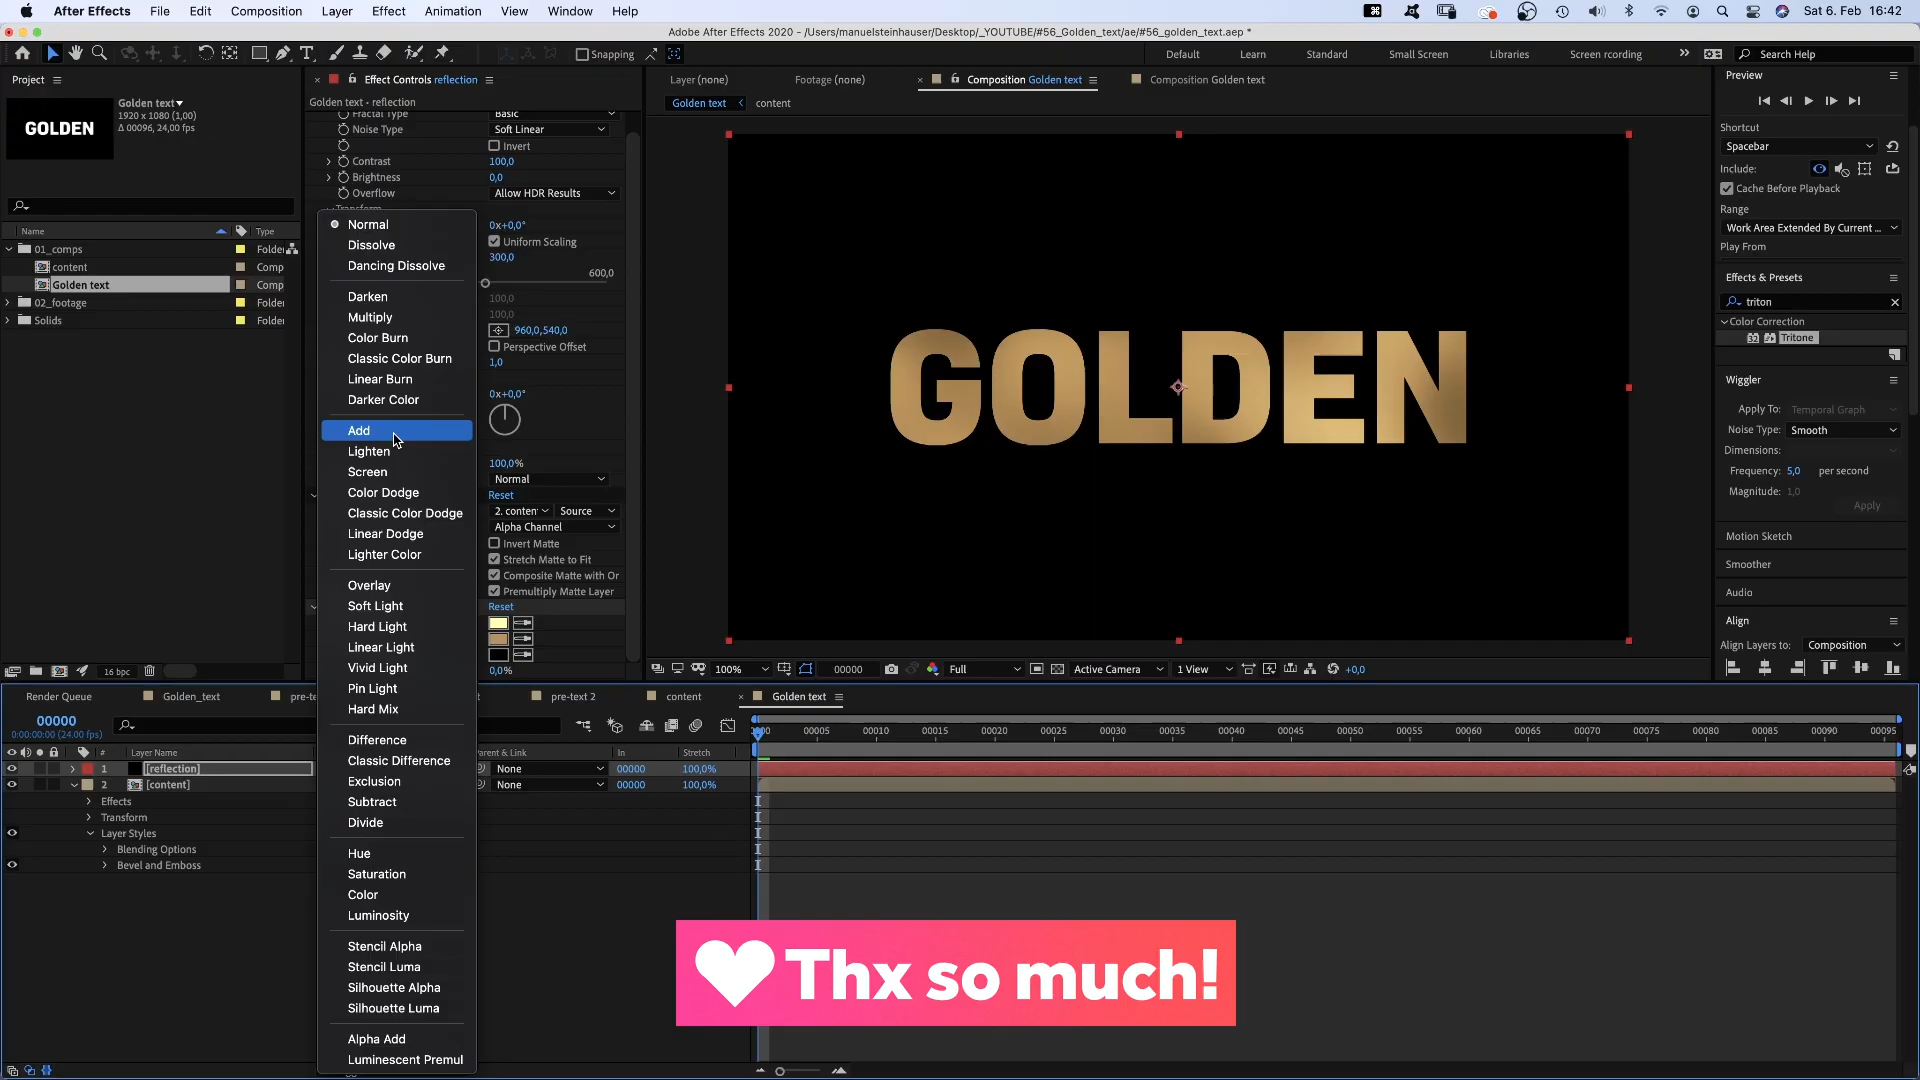 After Effects File Edit Composition Layer Effect Animation View Window Help Sat 6. Feb 16:42
Adobe After Effects 2020 - /Users/manuelsteinhauser/Desktop/_YOUTUBE/#56_Golden_text/ae/#56_golden_text.aep *
Snapping Default Learn Standard Small Screen Libraries Screen recording Search Help
Project
Golden text
1920 x 1080 (1,00)
Δ 00096, 24,00 fps
GOLDEN
Name Type
01_comps Folder
content Comp
Golden text Comp
02_footage Folder
Solids Folder
16 bpc
Effect Controls reflection
Golden text • reflection
Fractal Type Basic
Noise Type Soft Linear
Invert
Contrast 100,0
Brightness 0,0
Overflow Allow HDR Results
Transform
0x+0,0°
Uniform Scaling
300,0
600,0
100,0
100,0
960,0,540,0
Perspective Offset
1,0
0x+0,0°
100,0%
Normal
Reset
2. conten Source
Alpha Channel
Invert Matte
Stretch Matte to Fit
Composite Matte with Or
Premultiply Matte Layer
Reset
0,0%
Normal
Dissolve
Dancing Dissolve
Darken
Multiply
Color Burn
Classic Color Burn
Linear Burn
Darker Color
Add
Lighten
Screen
Color Dodge
Classic Color Dodge
Linear Dodge
Lighter Color
Overlay
Soft Light
Hard Light
Linear Light
Vivid Light
Pin Light
Hard Mix
Difference
Classic Difference
Exclusion
Subtract
Divide
Hue
Saturation
Color
Luminosity
Stencil Alpha
Stencil Luma
Silhouette Alpha
Silhouette Luma
Alpha Add
Luminescent Premul
Layer (none) Footage (none) Composition Golden text Composition Golden text
Golden text content
GOLDEN
100% 00000 Full Active Camera 1 View +0,0
Preview
Shortcut
Spacebar
Include:
Cache Before Playback
Range
Work Area Extended By Current ...
Play From
Effects & Presets
triton
Color Correction
32 Tritone
Wiggler
Apply To: Temporal Graph
Noise Type: Smooth
Dimensions:
Frequency: 5,0 per second
Magnitude: 1,0
Apply
Motion Sketch
Smoother
Audio
Align
Align Layers to: Composition
Render Queue Golden_text pre-te pre-text 2 content Golden text
00000
0:00:00:00 (24.00 fps)
# Layer Name Parent & Link In Stretch
1 [reflection] None 00000 100,0%
2 [content] None 00000 100,0%
Effects
Transform
Layer Styles
Blending Options
Bevel and Emboss
00005 00010 00015 00020 00025 00030 00035 00040 00045 00050 00055 00060 00065 00070 00075 00080 00085 00090 00095
Thx so much!